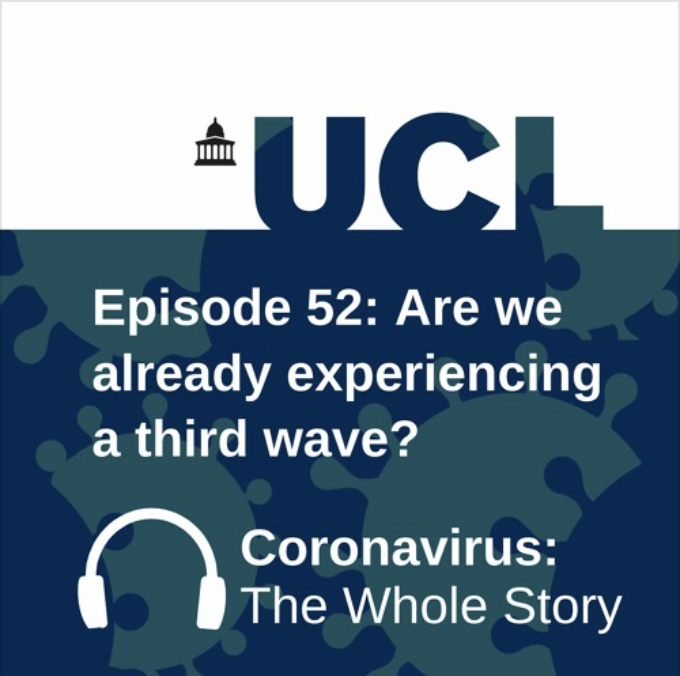 UCL
Episode 52: Are we
already experiencing
a third wave?
Coronavirus:
The Whole Story